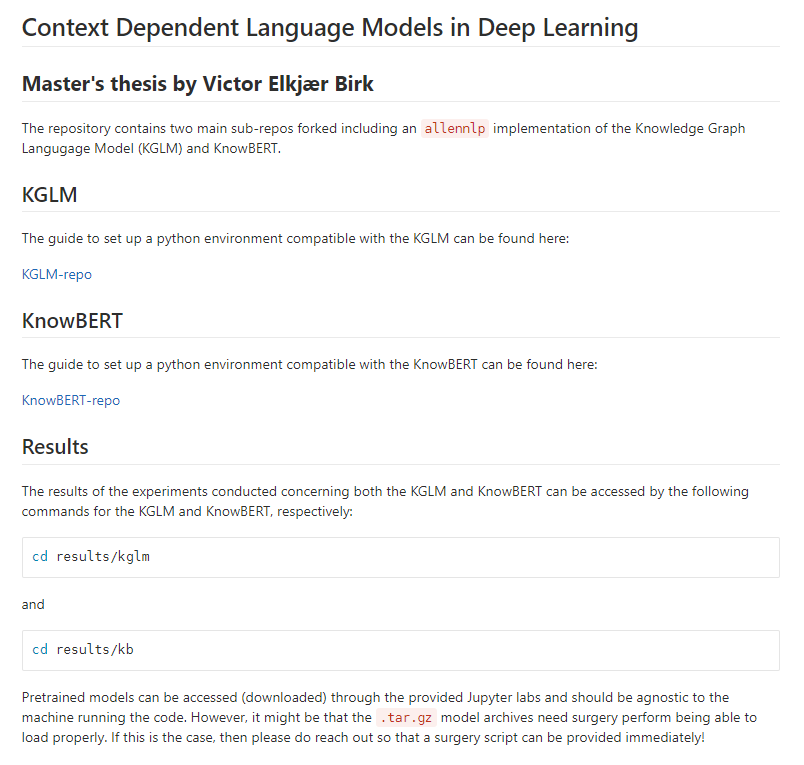 Context Dependent Language Models in Deep Learning
Master's thesis by Victor Elkjær Birk
The repository contains two main sub-repos forked including an allennlp implementation of the Knowledge Graph
Langugage Model (KGLM) and KnowBERT.
KGLM
The guide to set up a python environment compatible with the KGLM can be found here:
KGLM-repo
KnowBERT
The guide to set up a python environment compatible with the KnowBERT can be found here:
KnowBERT-repo
Results
The results of the experiments conducted concerning both the KGLM and KnowBERT can be accessed by the following
commands for the KGLM and KnowBERT, respectively:
cd results/kglm
and
cd results/kb
Pretrained models can be accessed (downloaded) through the provided Jupyter labs and should be agnostic to the
machine running the code. However, it might be that the .tar.gz model archives need surgery perform being able to
load properly. If this is the case, then please do reach out so that a surgery script can be provided immediately!